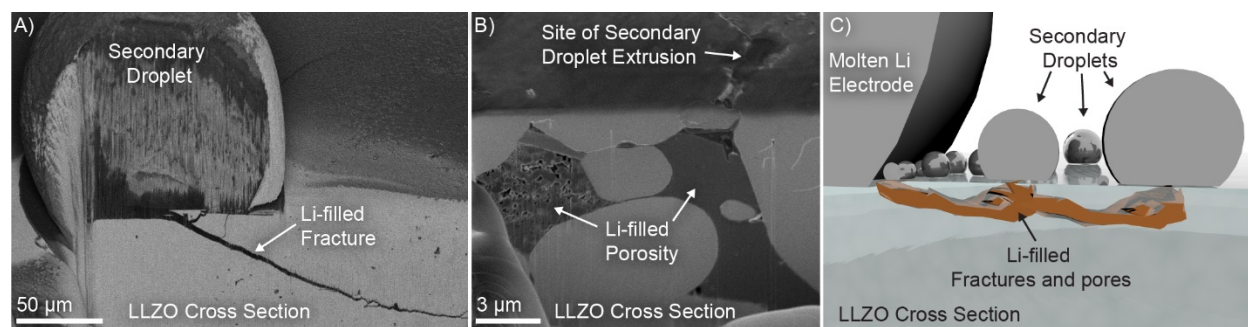 A)
Secondary
Droplet
Li-filled
Fracture
50 µm
LLZO Cross Section
B)
Site of Secondary
Droplet Extrusion
Li-filled
Porosity
3 µm
LLZO Cross Section
C)
Secondary
Droplets
Molten Li
Electrode
Li-filled
Fractures and pores
LLZO Cross Section